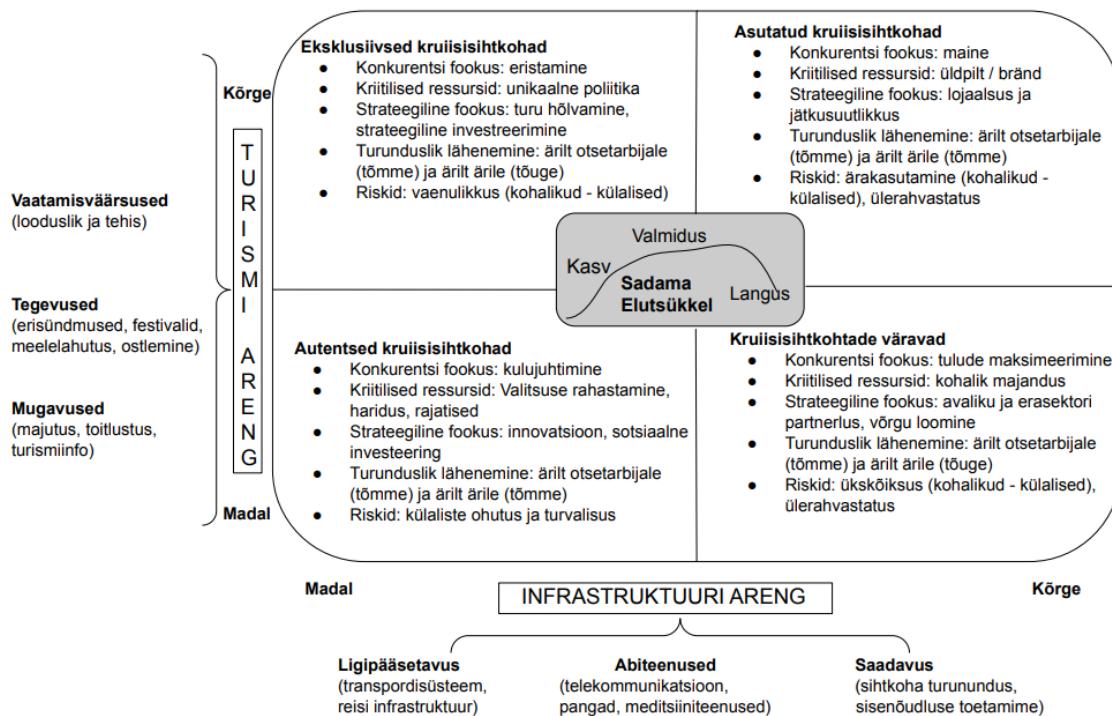 Eksklusiivsed kruiisisihtkohad
● Konkurentsi fookus: eristamine
● Kriitilised ressursid: unikaalne poliitika
● Strateegiline fookus: turu hõlvamine,
strateegiline investreerimine
● Turunduslik lähenemine: ärilt otsetarbijale
(tõmme) ja ärilt ärile (tõuge)
● Riskid: vaenulikkus (kohalikud - külalised)
Asutatud kruiisisihtkohad
● Konkurentsi fookus: maine
● Kriitilised ressursid: üldpilt / bränd
● Strateegiline fookus: lojaalsus ja
jätkusuutlikkus
● Turunduslik lähenemine: ärilt otsetarbijale
(tõmme) ja ärilt ärile (tõmme)
● Riskid: ärakasutamine (kohalikud -
külalised), ülerahvastatus
Kõrge
TURISMI ARENG
Madal
Vaatamisväärsused
(looduslik ja tehis)
Tegevused
(erisündmused, festivalid,
meelelahutus, ostlemine)
Mugavused
(majutus, toitlustus,
turismiinfo)
Valmidus
Kasv
Sadama
Elutsükkel
Langus
Autentsed kruiisisihtkohad
● Konkurentsi fookus: kulujuhtimine
● Kriitilised ressursid: Valitsuse rahastamine,
haridus, rajatised
● Strateegiline fookus: innovatsioon, sotsiaalne
investeering
● Turunduslik lähenemine: ärilt otsetarbijale
(tõmme) ja ärilt ärile (tõmme)
● Riskid: külaliste ohutus ja turvalisus
Kruiisisihtkohtade väravad
● Konkurentsi fookus: tulude maksimeerimine
● Kriitilised ressursid: kohalik majandus
● Strateegiline fookus: avaliku ja erasektori
partnerlus, võrgu loomine
● Turunduslik lähenemine: ärilt otsetarbijale
(tõmme) ja ärilt ärile (tõuge)
● Riskid: ükskõiksus (kohalikud - külalised),
ülerahvastatus
Madal
INFRASTRUKTUURI ARENG
Kõrge
Ligipääsetavus
(transpordisüsteem,
reisi infrastruktuur)
Abiteenused
(telekommunikatsioon,
pangad, meditsiiniteenused)
Saadavus
(sihtkoha turunundus,
sisenõudluse toetamime)